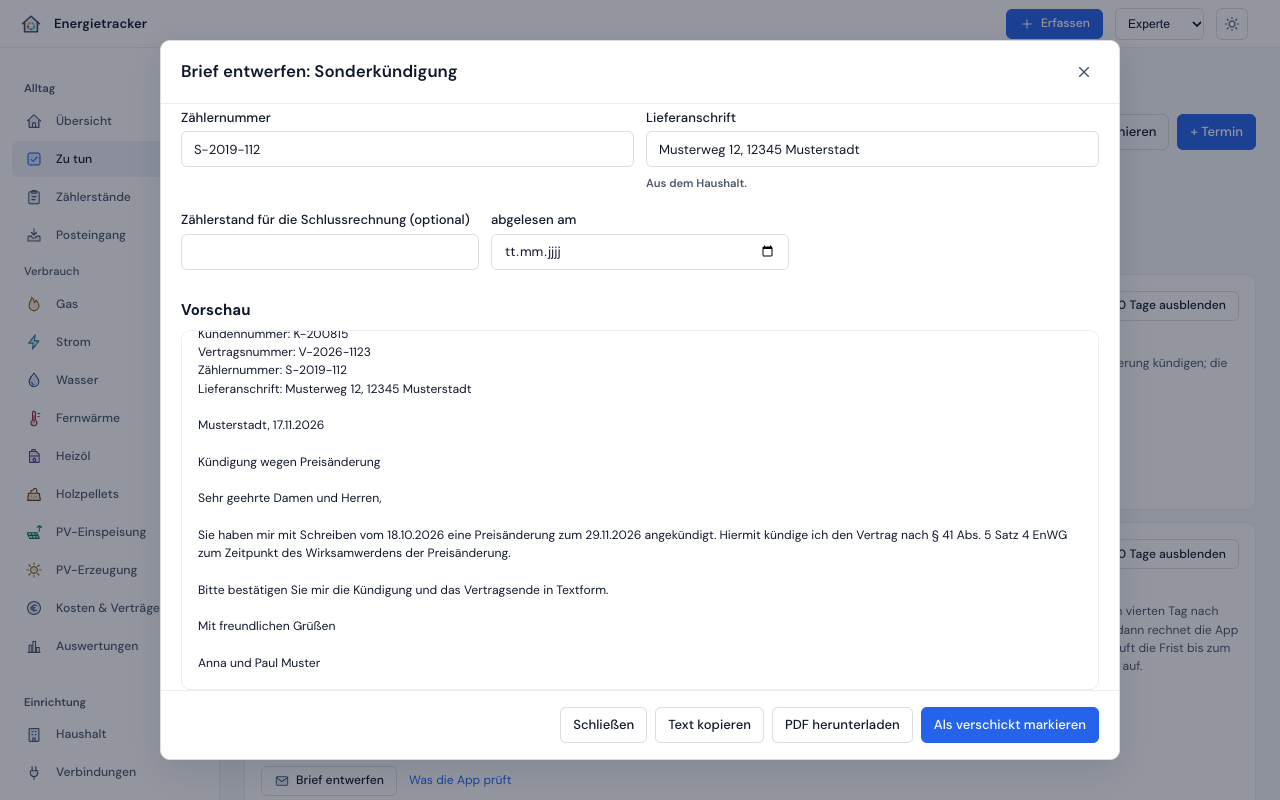 Energietracker
Erfassen
Experte
Alltag
Übersicht
Zu tun
Zählerstände
Posteingang
Verbrauch
Gas
Strom
Wasser
Fernwärme
Heizöl
Holzpellets
PV-Einspeisung
PV-Erzeugung
Kosten & Verträge
Auswertungen
Einrichtung
Haushalt
Verbindungen
+ Termin
0 Tage ausblenden
erung kündigen; die
0 Tage ausblenden
vierten Tag nach
dann rechnet die App
uft die Frist bis zum
auf.
Brief entwerfen: Sonderkündigung
Zählernummer
Lieferanschrift
S-2019-112
Musterweg 12, 12345 Musterstadt
Aus dem Haushalt.
Zählerstand für die Schlussrechnung (optional)
abgelesen am
tt.mm.jjjj
Vorschau
Kundennummer: K-200815
Vertragsnummer: V-2026-1123
Zählernummer: S-2019-112
Lieferanschrift: Musterweg 12, 12345 Musterstadt
Musterstadt, 17.11.2026
Kündigung wegen Preisänderung
Sehr geehrte Damen und Herren,
Sie haben mir mit Schreiben vom 18.10.2026 eine Preisänderung zum 29.11.2026 angekündigt. Hiermit kündige ich den Vertrag nach § 41 Abs. 5 Satz 4 EnWG
zum Zeitpunkt des Wirksamwerdens der Preisänderung.
Bitte bestätigen Sie mir die Kündigung und das Vertragsende in Textform.
Mit freundlichen Grüßen
Anna und Paul Muster
Schließen
Text kopieren
PDF herunterladen
Als verschickt markieren
Brief entwerfen
Was die App prüft